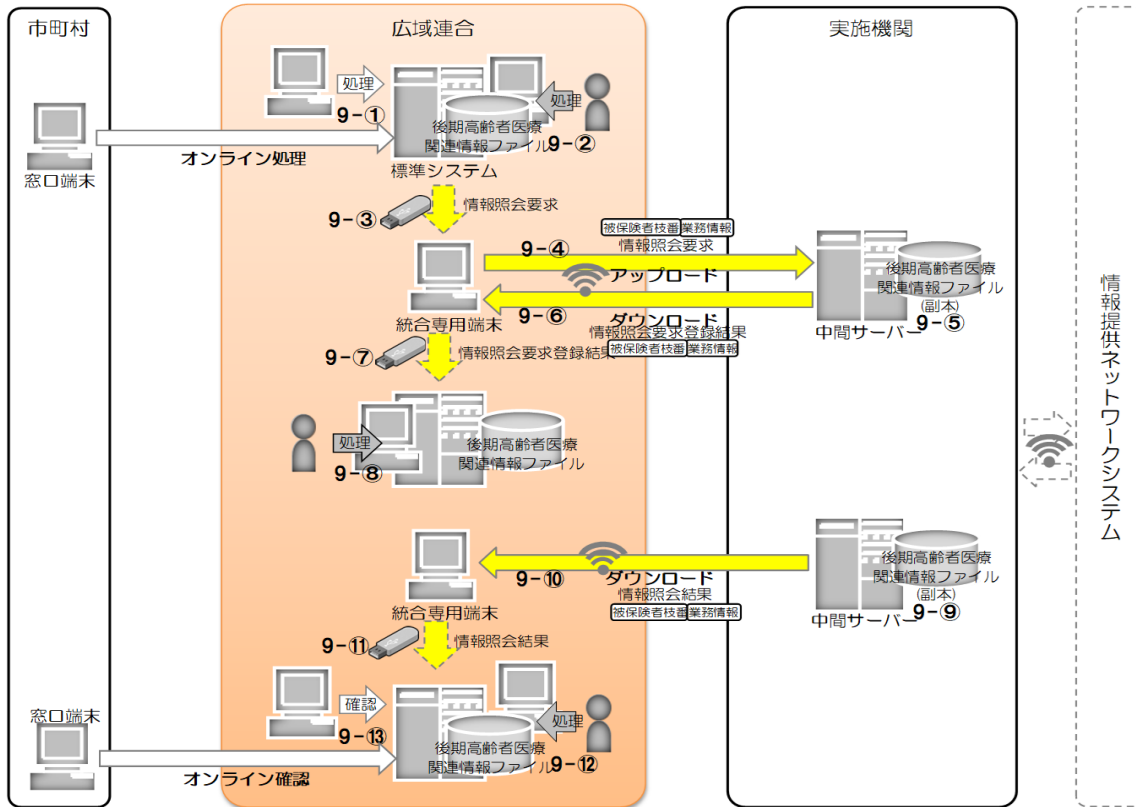 市町村
広域連合
実施機関
処理
9-①
処理
後期高齢者医療
関連情報ファイル
9-②
オンライン処理
窓口端末
標準システム
9-③
情報照会要求
被保険者枝番
業務情報
情報照会要求
9-④
アップロード
後期高齢者医療
関連情報ファイル
(副本)
9-⑤
中間サーバー
統合専用端末
9-⑥
ダウンロード
情報照会要求登録結果
被保険者枝番
業務情報
9-⑦
情報照会要求登録結果
処理
9-⑧
後期高齢者医療
関連情報ファイル
情報提供ネットワークシステム
9-⑩
ダウンロード
情報照会結果
被保険者枝番
業務情報
後期高齢者医療
関連情報ファイル
(副本)
9-⑨
中間サーバー
統合専用端末
9-⑪
情報照会結果
確認
9-⑬
処理
後期高齢者医療
関連情報ファイル
9-⑫
窓口端末
オンライン確認